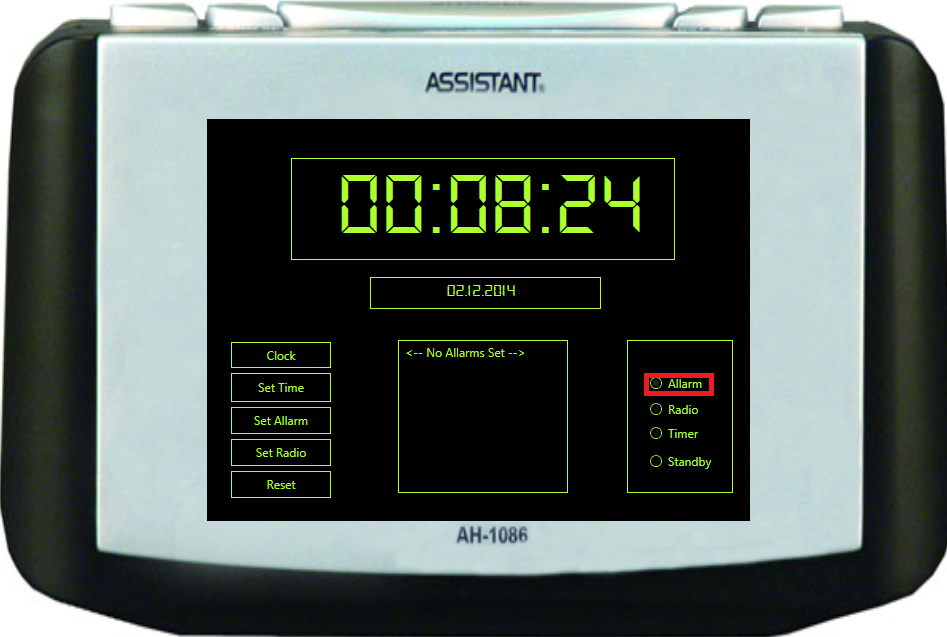 ASSISTANT.
00:08:24
02.12.2014
Clock
Set Time
Set Allarm
Set Radio
Reset
<-- No Allarms Set -->
Allarm
Radio
Timer
Standby
AH-1086